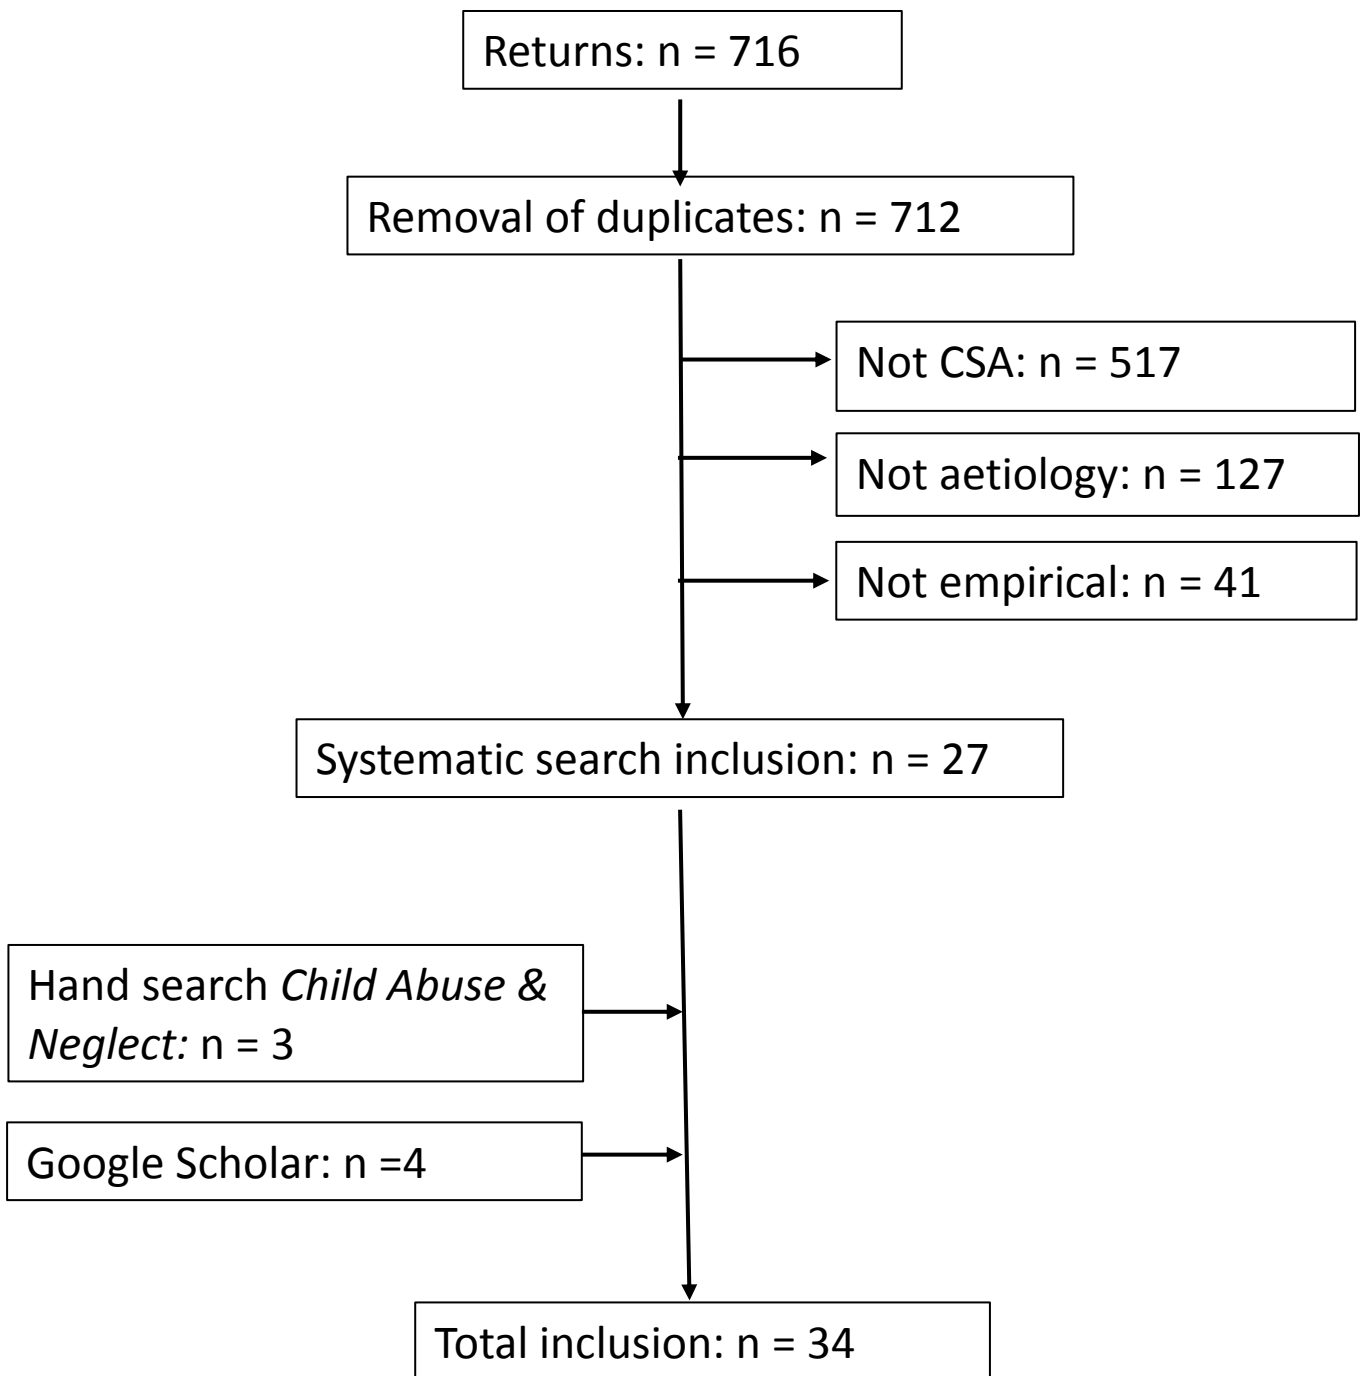 Returns: n = 716
Removal of duplicates: n = 712
Not CSA: n = 517
Not aetiology: n = 127
Not empirical: n = 41
Systematic search inclusion: n = 27
Hand search Child Abuse &
Neglect: n = 3
Google Scholar: n =4
Total inclusion: n = 34